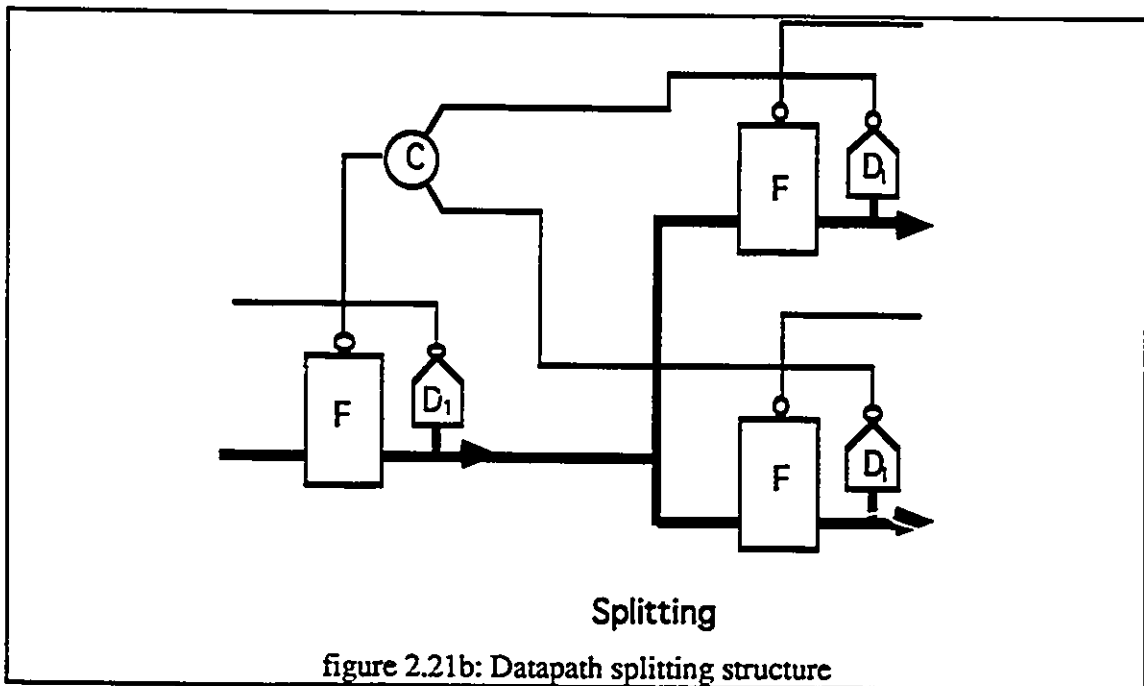 C
F
D₁
F
D₁
F
D₁
Splitting
figure 2.21b: Datapath splitting structure